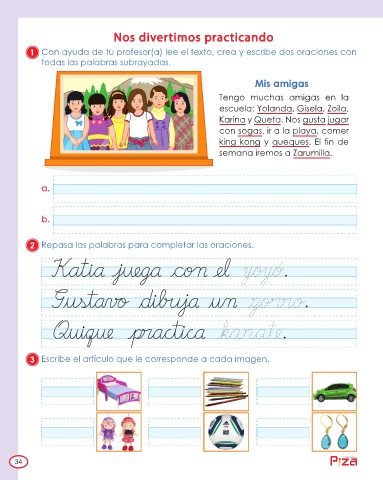 Nos divertimos practicando
1 Con ayuda de tu profesor(a) lee el texto, crea y escribe dos oraciones con
todas las palabras subrayadas.
Mis amigas
Tengo muchas amigas en la
escuela: Yolanda, Gisela, Zoila,
Karina y Queta. Nos gusta jugar
con sogas, ir a la playa, comer
king kong y queques. El fin de
semana iremos a Zarumilla.
a.
b.
2 Repasa las palabras para completar las oraciones.
Katia juega con el yoyó.
Gustavo dibuja un zorro.
Quique practica karate.
3 Escribe el artículo que le corresponde a cada imagen.
34
Piza